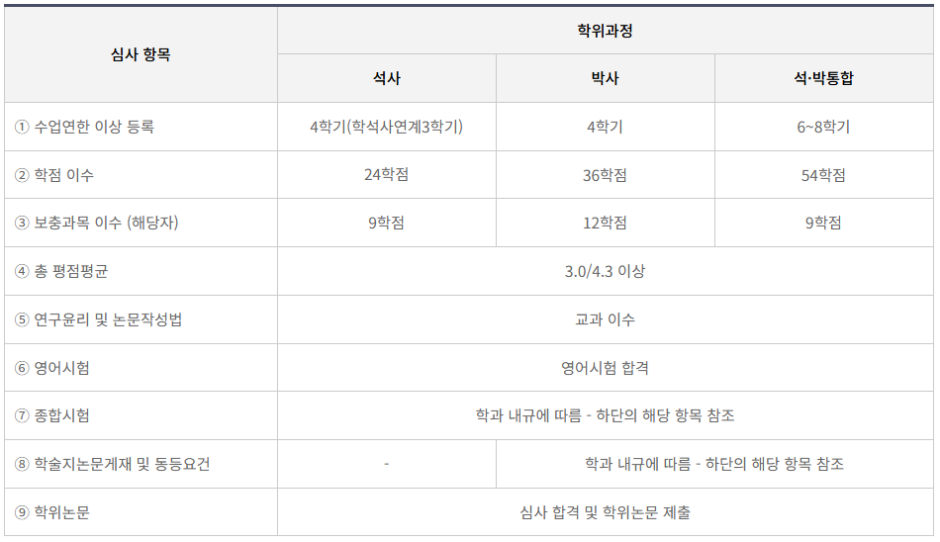 심사 항목
학위과정
석사 박사 석·박통합
① 수업연한 이상 등록 4학기(학석사연계3학기) 4학기 6~8학기
② 학점 이수 24학점 36학점 54학점
③ 보충과목 이수 (해당자) 9학점 12학점 9학점
④ 총 평점평균 3.0/4.3 이상
⑤ 연구윤리 및 논문작성법 교과 이수
⑥ 영어시험 영어시험 합격
⑦ 종합시험 학과 내규에 따름 - 하단의 해당 항목 참조
⑧ 학술지논문게재 및 동등요건 - 학과 내규에 따름 - 하단의 해당 항목 참조
⑨ 학위논문 심사 합격 및 학위논문 제출